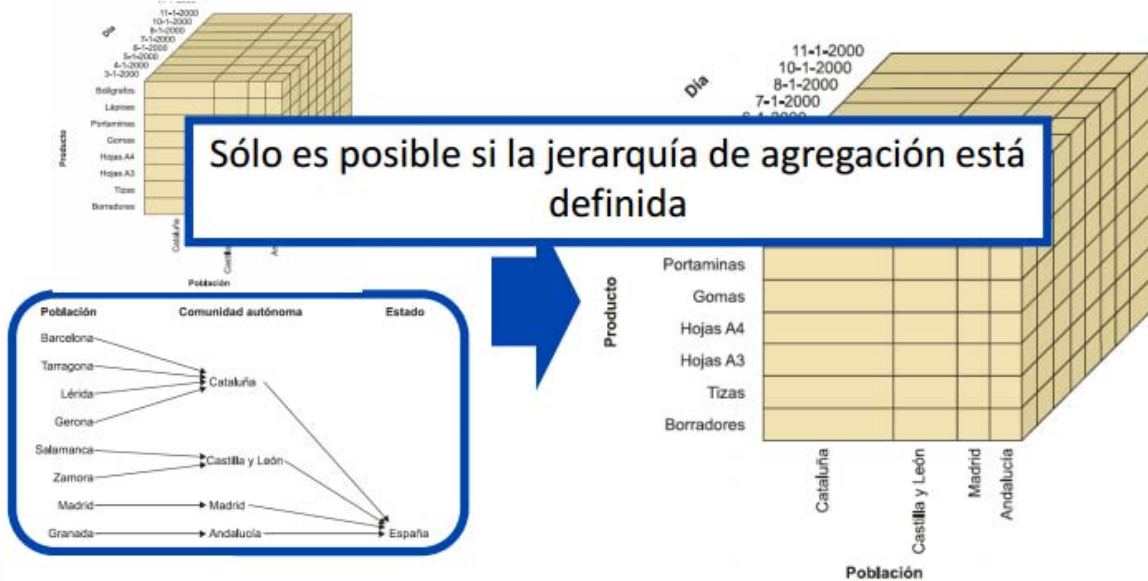 11-1-2000
10-1-2000
8-1-2000
7-1-2000
6-1-2000
5-1-2000
4-1-2000
3-1-2000
Día
Bolígrafos
Lápices
Portaminas
Gomas
Hojas A4
Hojas A3
Tizas
Borradores
Producto
Cataluña
Población
11-1-2000
10-1-2000
8-1-2000
7-1-2000
Día
Sólo es posible si la jerarquía de agregación está
definida
Portaminas
Gomas
Hojas A4
Hojas A3
Tizas
Borradores
Producto
Cataluña
Castilla y León
Madrid
Andalucía
Población
Población Comunidad autónoma Estado
Barcelona
Tarragona
Cataluña
Lérida
Gerona
Salamanca
Castilla y León
Zamora
Madrid Madrid
Granada Andalucía España